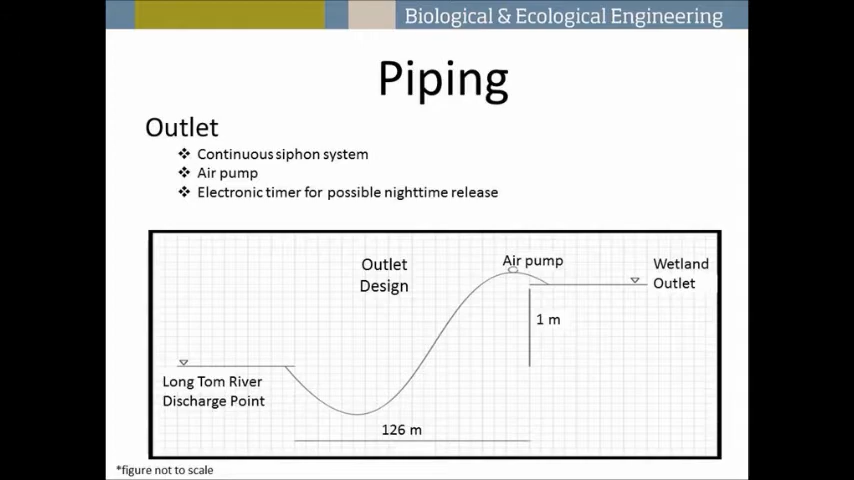 Biological & Ecological Engineering
Piping
Outlet
❖ Continuous siphon system
❖ Air pump
❖ Electronic timer for possible nighttime release
Outlet
Design
Air pump
Wetland
Outlet
1 m
Long Tom River
Discharge Point
126 m
*figure not to scale